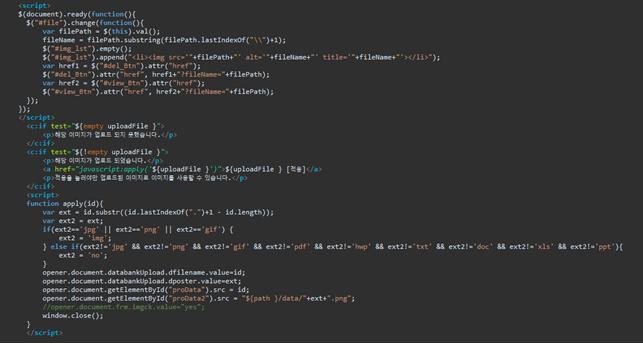 <script>
$(document).ready(function(){
$("#file").change(function(){
var filePath = $(this).val();
fileName = filePath.substring(filePath.lastIndexOf("\\")+1);
$("#img_lst").empty();
$("#img_lst").append("<li><img src='"+filePath+"' alt='"+fileName+"' title='"+fileName+"'></li>");
var href1 = $("#del_Btn").attr("href");
$("#del_Btn").attr("href", href1+"?fileName="+filePath);
var href2 = $("#view_Btn").attr("href");
$("#view_Btn").attr("href", href2+"?fileName="+filePath);
});
});
</script>
<c:if test="${empty uploadFile }">
<p>해당 이미지가 업로드 되지 못했습니다.</p>
</c:if>
<c:if test="${!empty uploadFile }">
<p>해당 이미지가 업로드 되었습니다.</p>
<a href="javascript:apply('${uploadFile }')">${uploadFile } [적용]</a>
<p>적용을 눌러야만 업로드된 이미지로 이미지를 사용할 수 있습니다.</p>
</c:if>
<script>
function apply(id){
var ext = id.substr((id.lastIndexOf(".")+1 - id.length));
var ext2 = ext;
if(ext2=='jpg' || ext2=='png' || ext2=='gif') {
ext2 = 'img';
} else if(ext2!='jpg' && ext2!='png' && ext2!='gif' && ext2!='pdf' && ext2!='hwp' && ext2!='txt' && ext2!='doc' && ext2!='xls' && ext2!='ppt'){
ext2 = 'no';
}
opener.document.databankUpload.dfilename.value=id;
opener.document.databankUpload.dposter.value=ext;
opener.document.getElementById("proData").src = id;
opener.document.getElementById("proData2").src = "${path }/data/"+ext+".png";
//opener.document.frm.imgck.value="yes";
window.close();
}
</script>